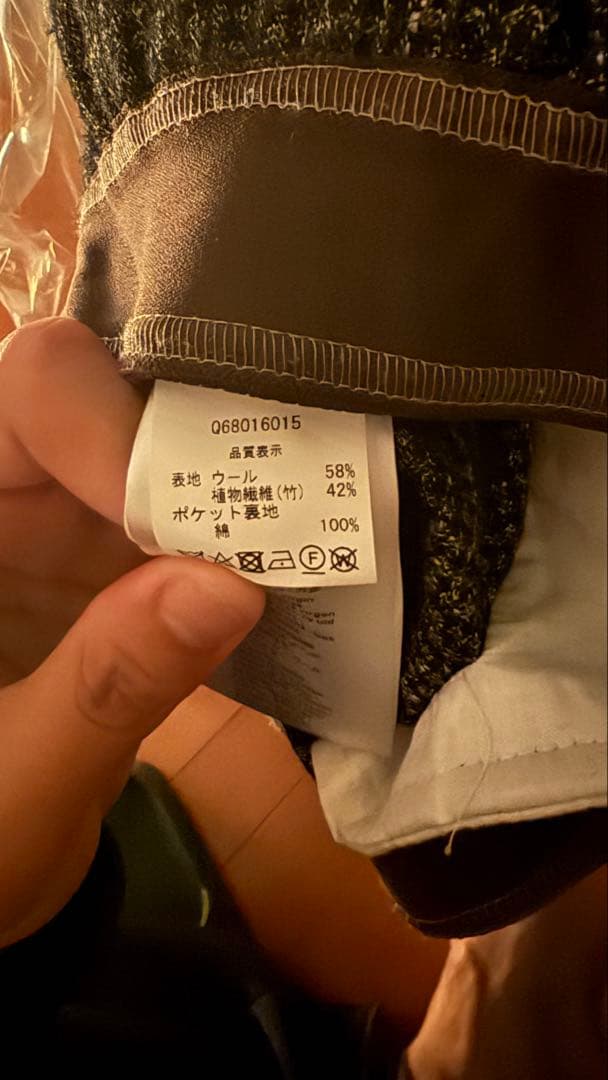 Q68016015
品質表示
表地 ウール 58%
植物繊維(竹) 42%
ポケット裏地
綿 100%
F
W